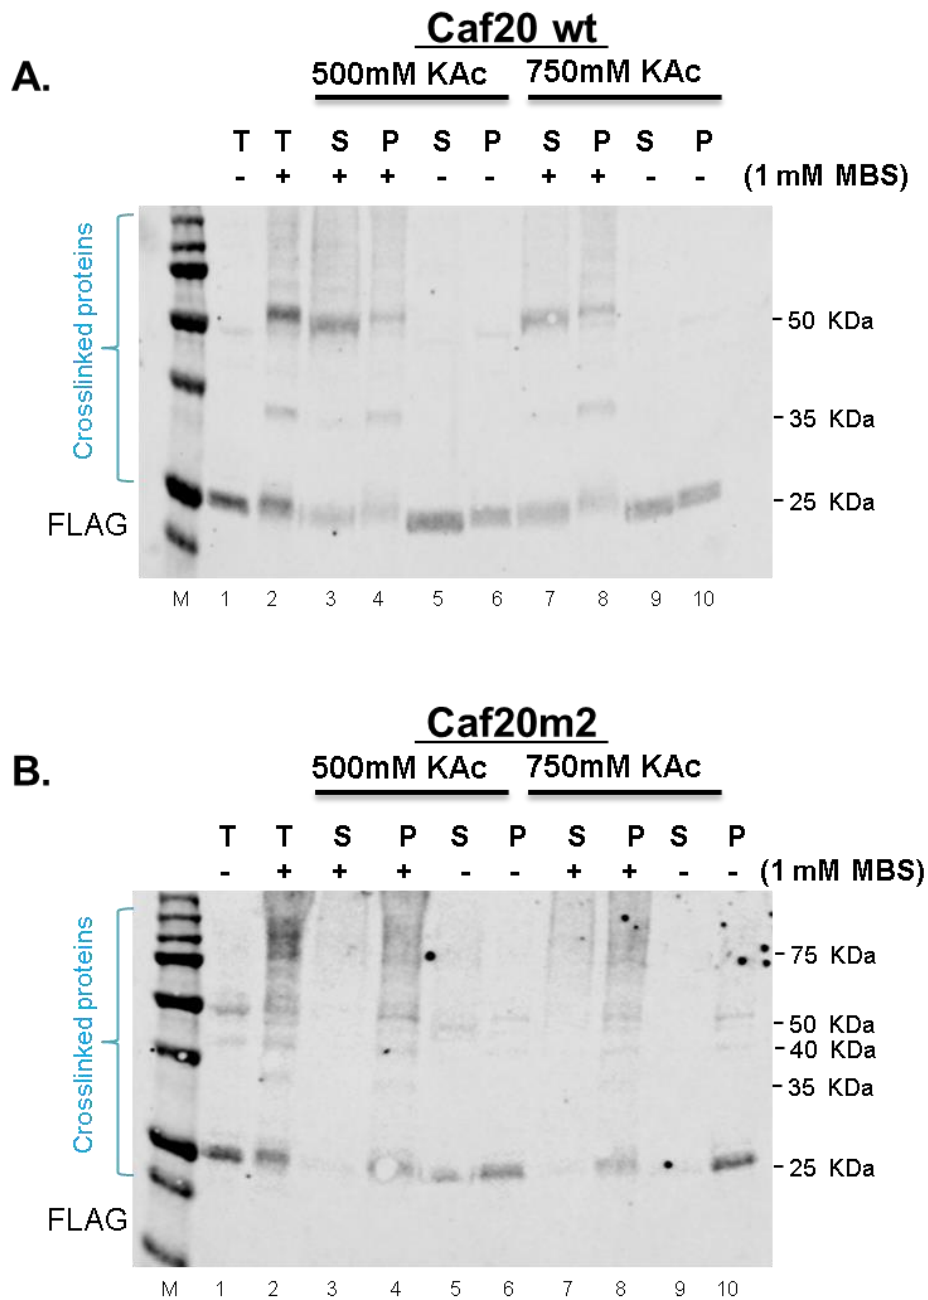 Caf20 wt
A.
500mM KAc 750mM KAc
T T S P S P S P S P
- + + + - - + + - - (1 mM MBS)
Crosslinked proteins
50 KDa
35 KDa
25 KDa
FLAG
M 1 2 3 4 5 6 7 8 9 10
Caf20m2
B.
500mM KAc 750mM KAc
T T S P S P S P S P
- + + + - - + + - - (1 mM MBS)
Crosslinked proteins
75 KDa
50 KDa
40 KDa
35 KDa
25 KDa
FLAG
M 1 2 3 4 5 6 7 8 9 10